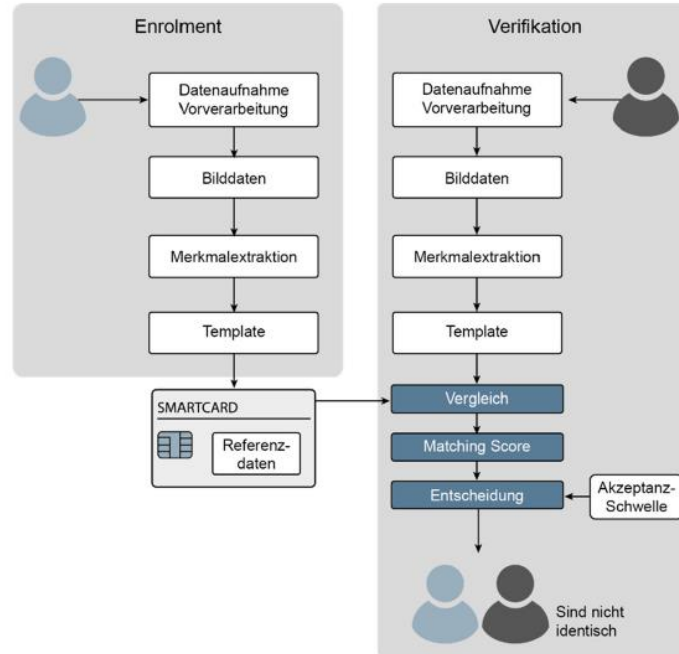 Enrolment
Datenaufnahme
Vorverarbeitung
Bilddaten
Merkmalextraktion
Template
SMARTCARD
Referenz-
daten
Verifikation
Datenaufnahme
Vorverarbeitung
Bilddaten
Merkmalextraktion
Template
Vergleich
Matching Score
Entscheidung
Akzeptanz-
Schwelle
Sind nicht
identisch